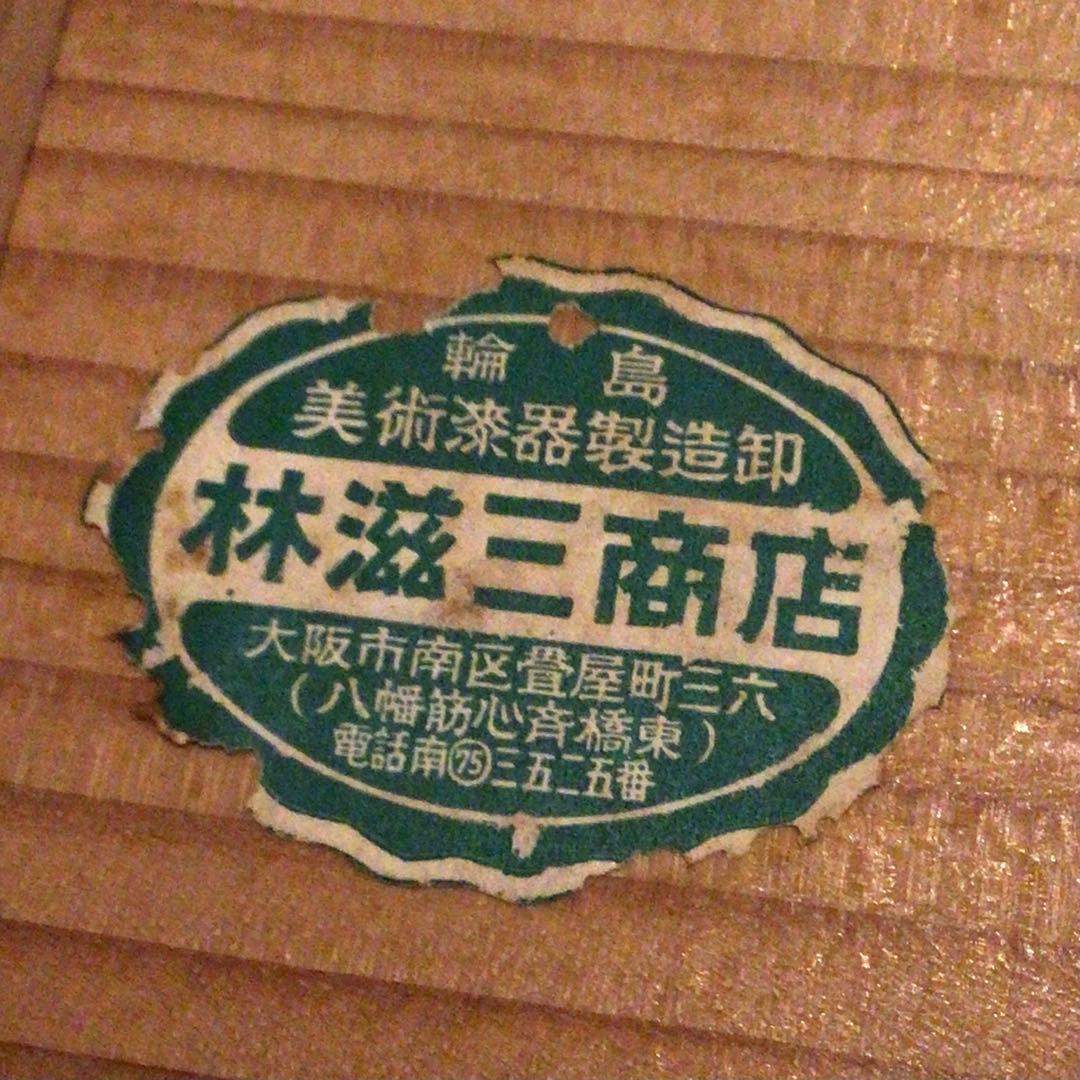 輪島
美術漆器製造卸
林滋三商店
大阪市南区畳屋町三六
(八幡筋心斉橋東)
電話南75三五二五番